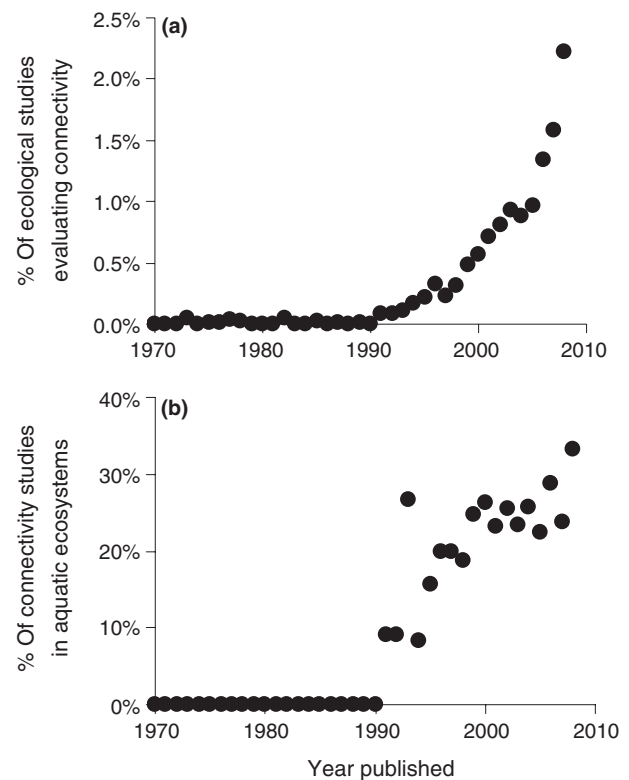 (a)
% Of ecological studies
evaluating connectivity
2.5%
2.0%
1.5%
1.0%
0.5%
0.0%
1970 1980 1990 2000 2010
(b)
% Of connectivity studies
in aquatic ecosystems
40%
30%
20%
10%
0%
1970 1980 1990 2000 2010
Year published